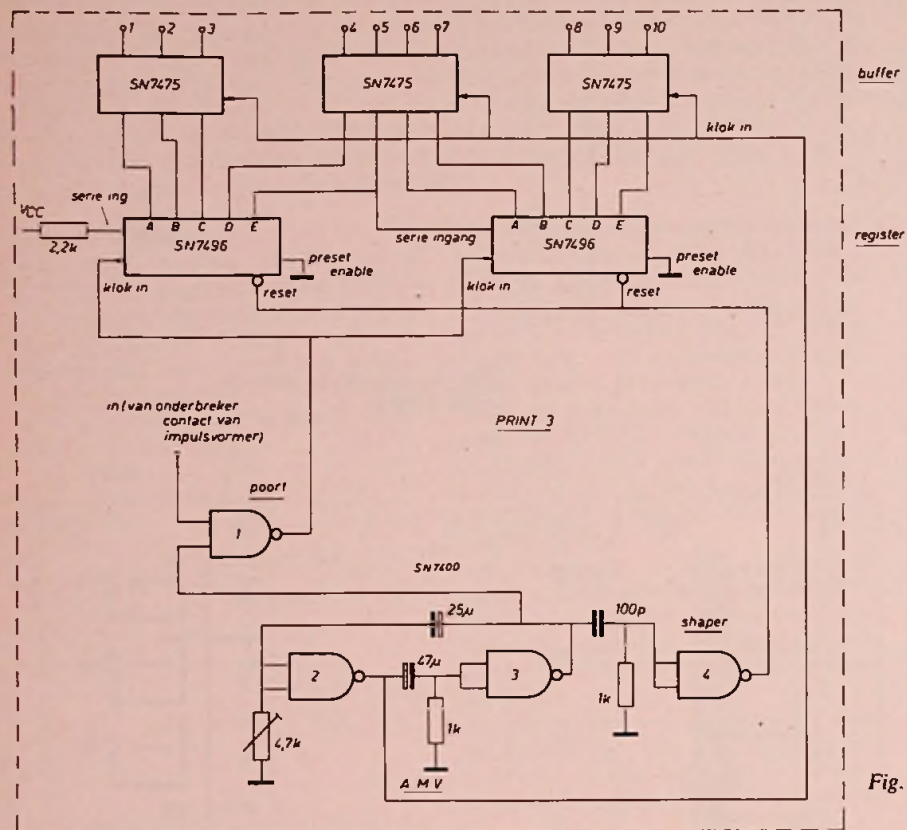 1 2 3 4 5 6 7 8 9 10
SN7475 SN7475 SN7475
buffer
klok in
serie ing
VCC
2,2k
A B C D E
SN7496
preset
enable
reset
klok in
serie ingang
A B C D E
SN7496
preset
enable
reset
klok in
register
in (van onderbreker
contact van
impulsvormer)
PRINT 3
poort
1
SN7400
25µ
100p
shaper
2
47µ
3
4
4,7k
1k
1k
A M V
Fig.